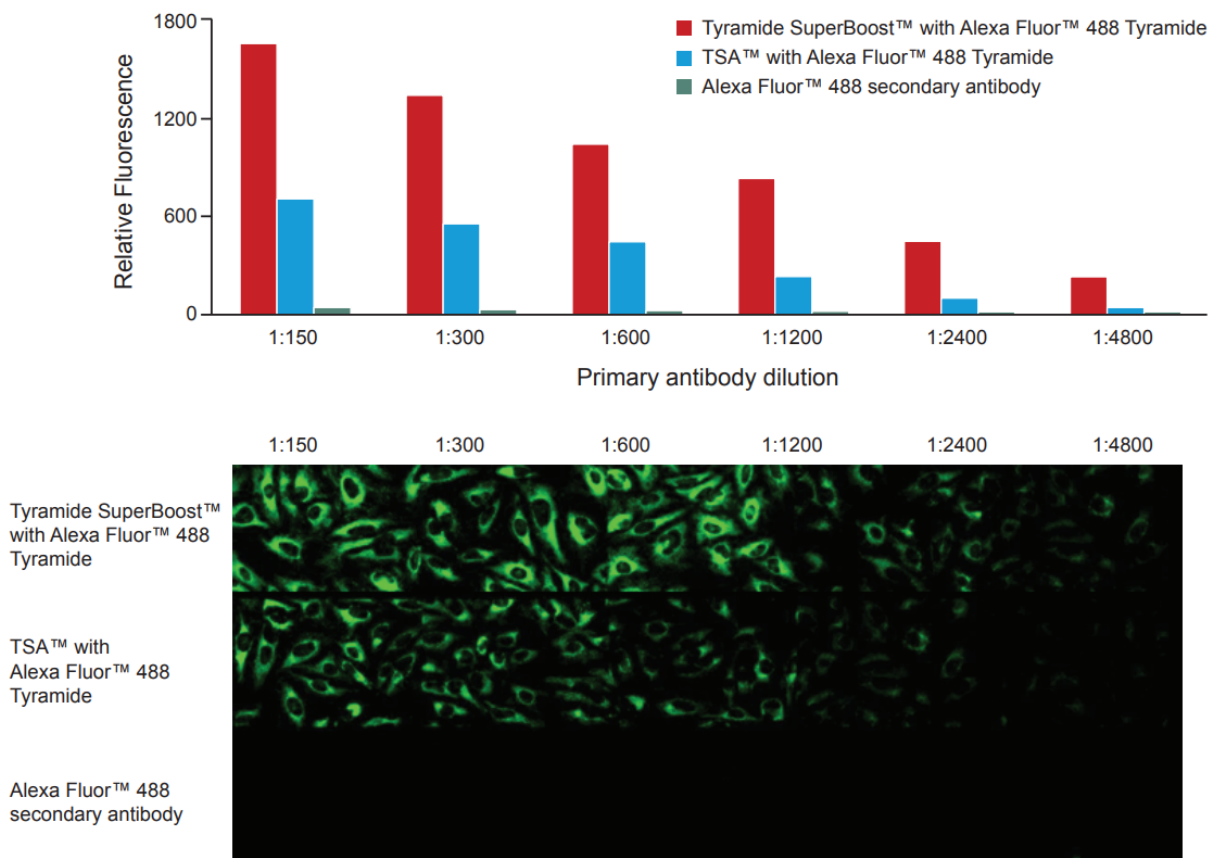 1800
1200
600
0
Relative Fluorescence
Tyramide SuperBoost™ with Alexa Fluor™ 488 Tyramide
TSA™ with Alexa Fluor™ 488 Tyramide
Alexa Fluor™ 488 secondary antibody
1:150 1:300 1:600 1:1200 1:2400 1:4800
Primary antibody dilution
1:150 1:300 1:600 1:1200 1:2400 1:4800
Tyramide SuperBoost™
with Alexa Fluor™ 488
Tyramide
TSA™ with
Alexa Fluor™ 488
Tyramide
Alexa Fluor™ 488
secondary antibody